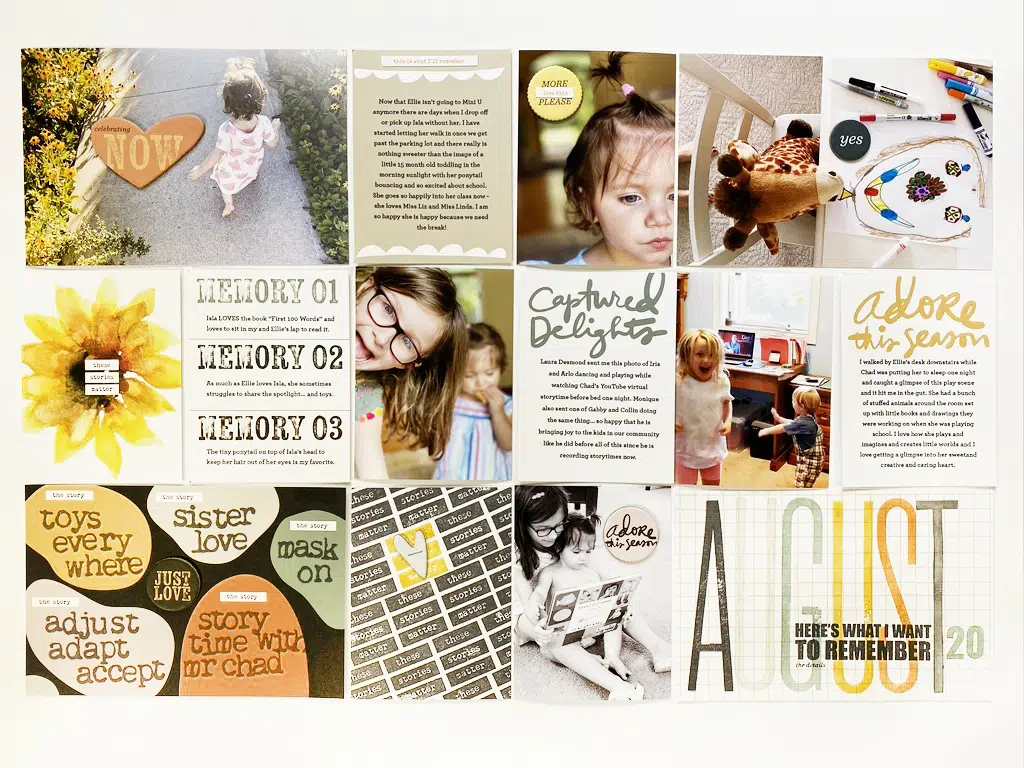 celebrating
NOW
this is what I'll remember
Now that Ellie isn't going to Mini U
anymore there are days when I drop off
or pick up Isla without her. I have
started letting her walk in once we get
past the parking lot and there really is
nothing sweeter than the image of a
little 15 month old toddling in the
morning sunlight with her ponytail
bouncing and so excited about school.
She goes so happily into her class now -
she loves Miss Liz and Miss Linda. I am
so happy she is happy because we need
the break!
MORE
PLEASE
yes
these
stories
matter
MEMORY 01
Isla LOVES the book "First 100 Words" and
loves to sit in my and Ellie's lap to read it.
MEMORY 02
As much as Ellie loves Isla, she sometimes
struggles to share the spotlight... and toys.
MEMORY 03
The tiny ponytail on top of Isla's head to
keep her hair out of her eyes is my favorite.
Captured
Delights
Laura Desmond sent me this photo of Iris
and Arlo dancing and playing while
watching Chad's YouTube virtual
storytime before bed one night. Monique
also sent one of Gabby and Collin doing
the same thing... so happy that he is
bringing joy to the kids in our community
like he did before all of this since he is
recording storytimes now.
adore
this season
I walked by Ellie's desk downstairs while
Chad was putting her to sleep one night
and caught a glimpse of this play scene
and it hit me in the gut. She had a bunch
of stuffed animals around the room set
up with little books and drawings they
were working on when she was playing
school. I love how she plays and
imagines and creates little worlds and I
love getting a glimpse into her sweetand
creative and caring heart.
the story
toys
every
where
the story
sister
love
the story
mask
on
JUST
LOVE
the story
adjust
adapt
accept
the story
story
time with
mr chad
these stories matter
these stories matter
these stories matter
these stories matter
adore
this season
AUGUST
HERE'S WHAT I WANT
TO REMEMBER
the details
20